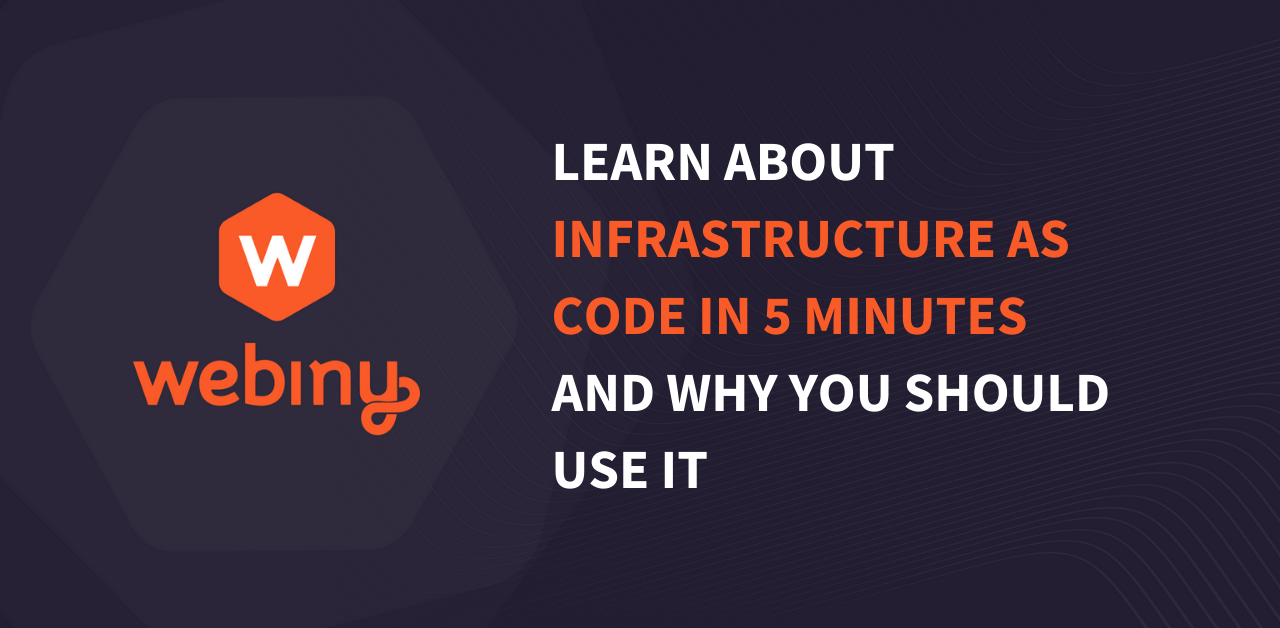 W
webiny
LEARN ABOUT
INFRASTRUCTURE AS
CODE IN 5 MINUTES
AND WHY YOU SHOULD
USE IT